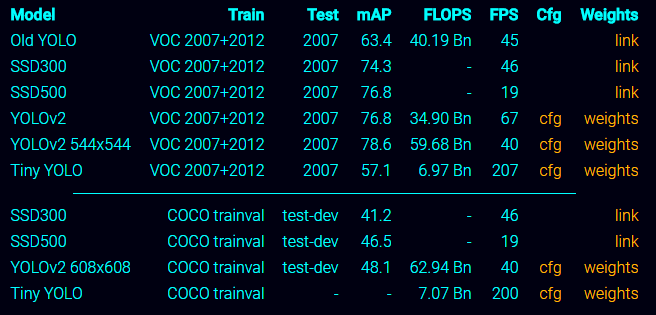 Model Train Test mAP FLOPS FPS Cfg Weights
Old YOLO VOC 2007+2012 2007 63.4 40.19 Bn 45 link
SSD300 VOC 2007+2012 2007 74.3 - 46 link
SSD500 VOC 2007+2012 2007 76.8 - 19 link
YOLOv2 VOC 2007+2012 2007 76.8 34.90 Bn 67 cfg weights
YOLOv2 544x544 VOC 2007+2012 2007 78.6 59.68 Bn 40 cfg weights
Tiny YOLO VOC 2007+2012 2007 57.1 6.97 Bn 207 cfg weights
SSD300 COCO trainval test-dev 41.2 - 46 link
SSD500 COCO trainval test-dev 46.5 - 19 link
YOLOv2 608x608 COCO trainval test-dev 48.1 62.94 Bn 40 cfg weights
Tiny YOLO COCO trainval - - 7.07 Bn 200 cfg weights